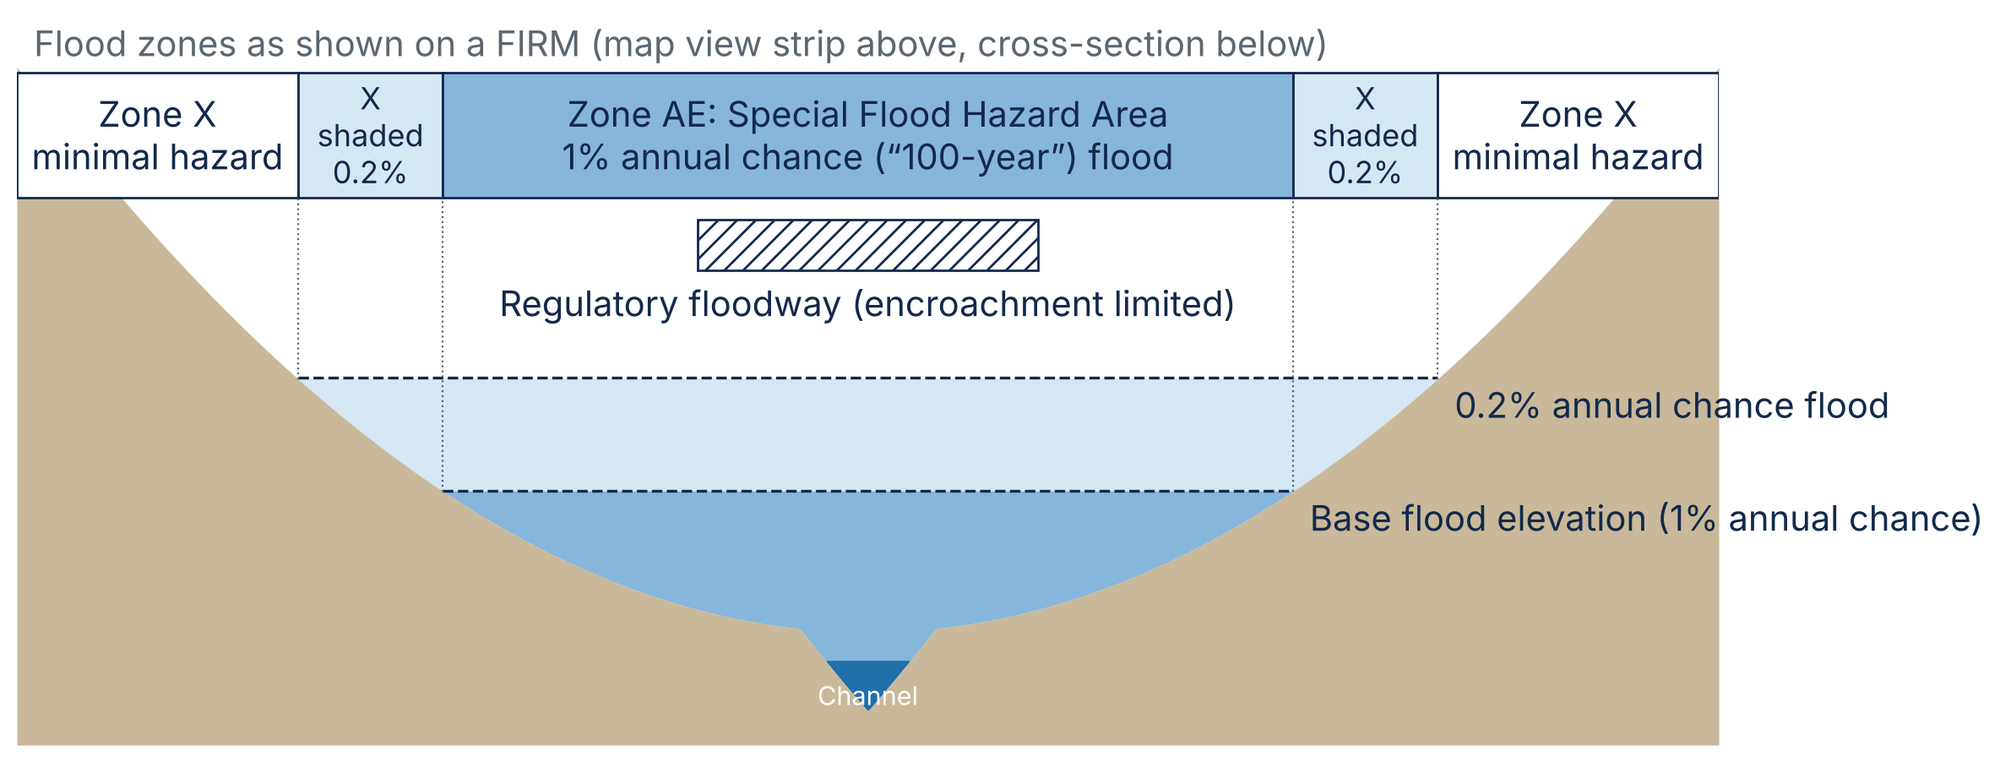 Flood zones as shown on a FIRM (map view strip above, cross-section below)
Zone X
minimal hazard
X
shaded
0.2%
Zone AE: Special Flood Hazard Area
1% annual chance (“100-year”) flood
X
shaded
0.2%
Zone X
minimal hazard
Regulatory floodway (encroachment limited)
0.2% annual chance flood
Base flood elevation (1% annual chance)
Channel